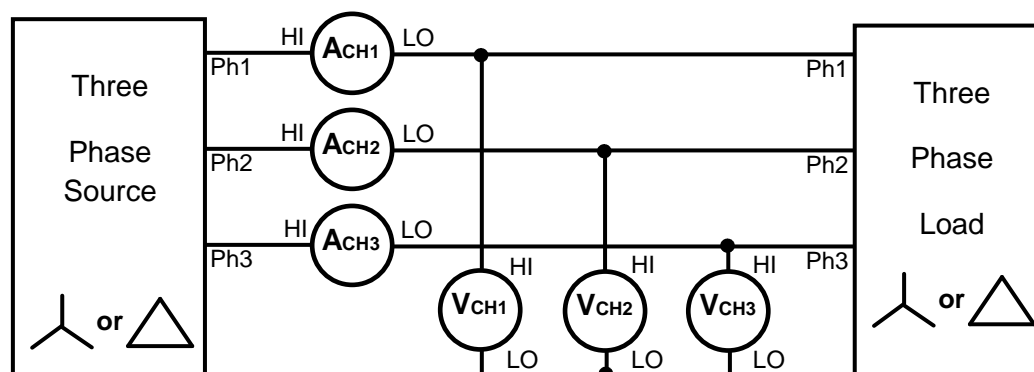 HI ACH1 LO
Ph1 Ph1
Three Three
HI ACH2 LO
Phase Ph2 Ph2 Phase
Source
HI ACH3 LO Load
Ph3 Ph3
HI HI HI
VCH1 VCH2 VCH3
or or
LO LO LO